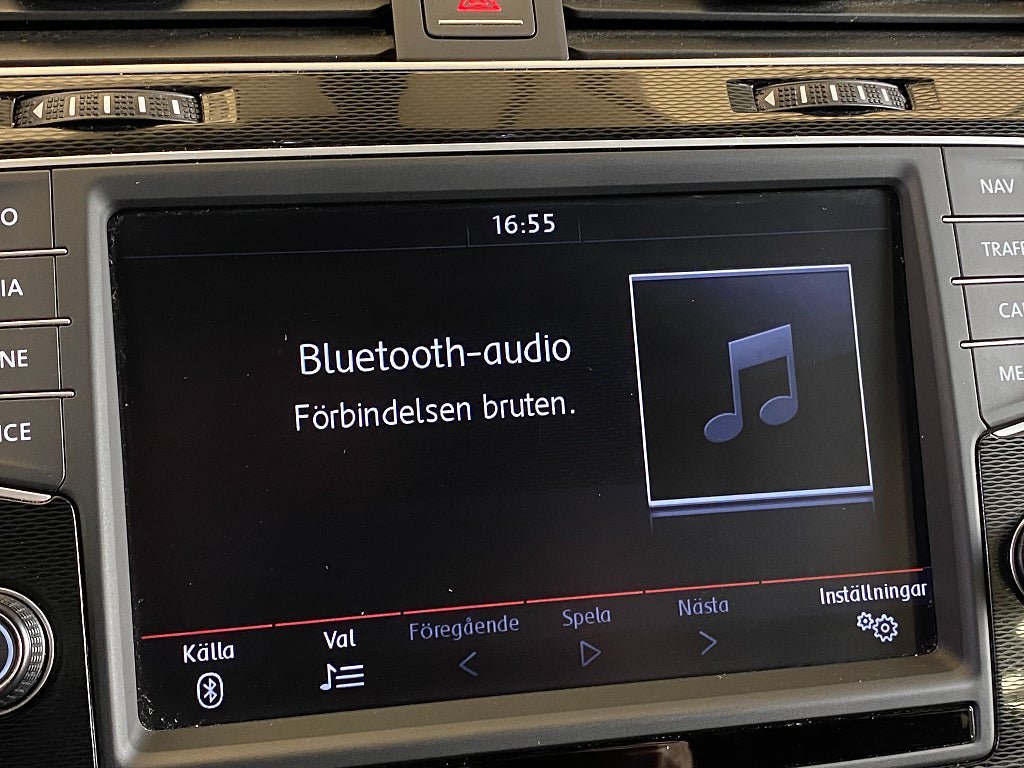 16:55
NAV
Bluetooth-audio
Förbindelsen bruten.
Källa
Val
Föregående
Spela
Nästa
Inställningar